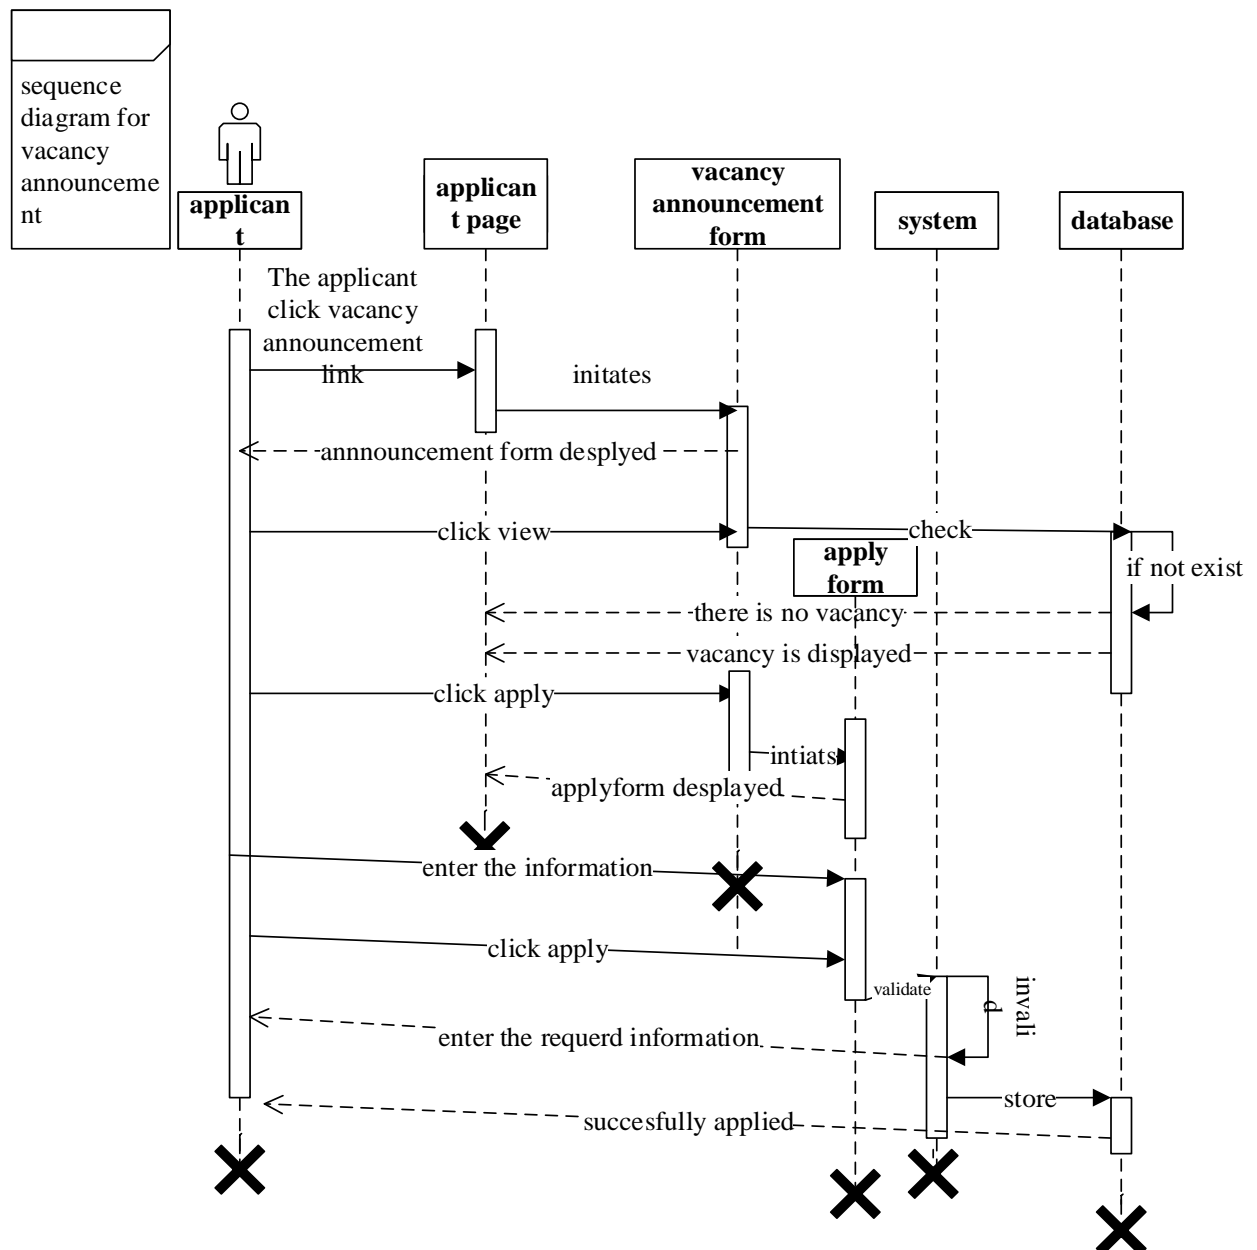 sequence
diagram for
vacancy
announceme
nt
applican
t
applican
t page
vacancy
announcement
form
system
database
The applicant
click vacancy
announcement
link
initates
annnouncement form desplyed
click view
check
apply
form
if not exist
there is no vacancy
vacancy is displayed
click apply
intiats
applyform desplayed
enter the information
click apply
validate
invali
d
enter the requerd information
store
succesfully applied